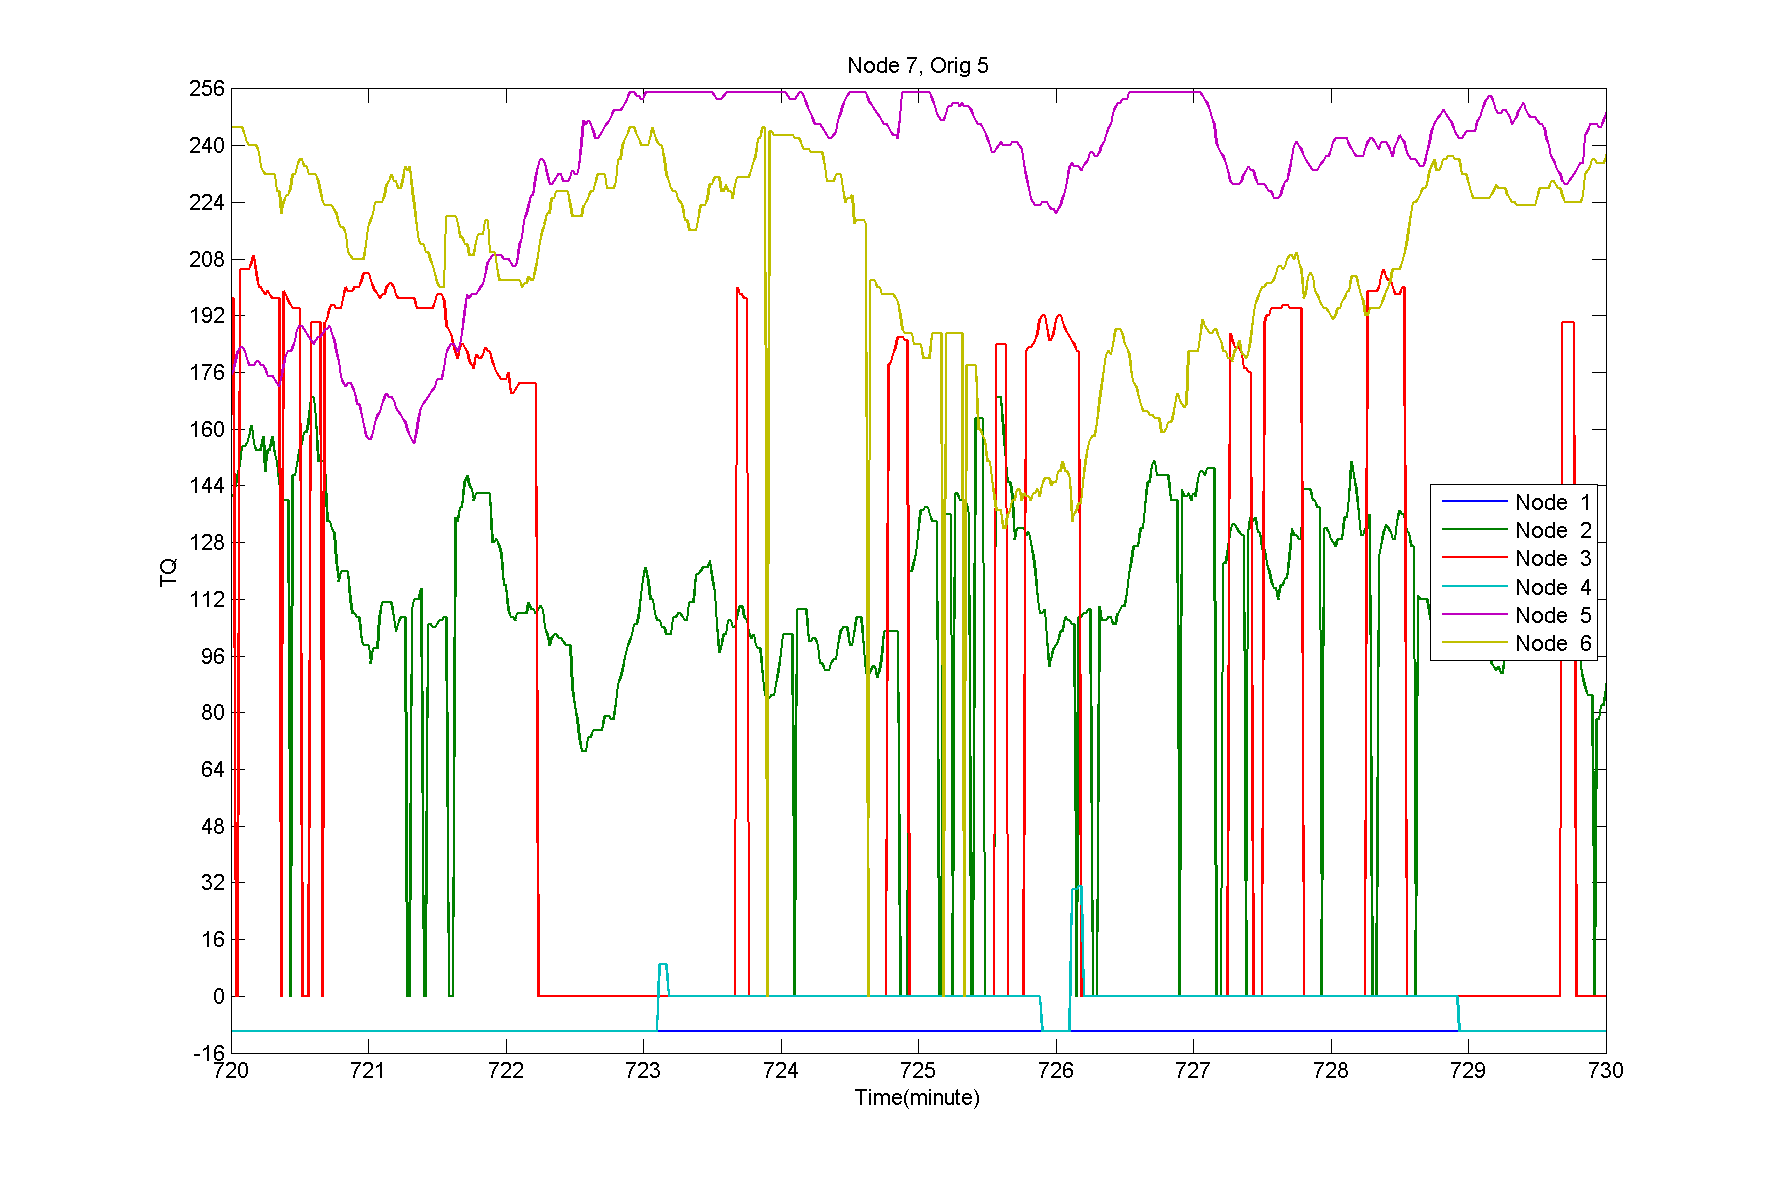 Node 7, Orig 5
256
240
224
208
192
176
160
144
128
112
96
80
64
48
32
16
0
-16
TQ
720 721 722 723 724 725 726 727 728 729 730
Time(minute)
Node 1
Node 2
Node 3
Node 4
Node 5
Node 6